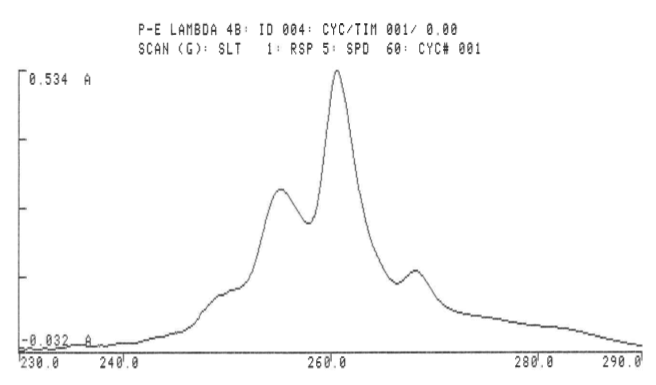 P-E LAMBDA 4B: ID 004: CYC/TIM 001/ 0.00
SCAN (G): SLT 1: RSP 5: SPD 60: CYC# 001
0.534 A
-0.032 A
230.0 240.0 260.0 280.0 290.0